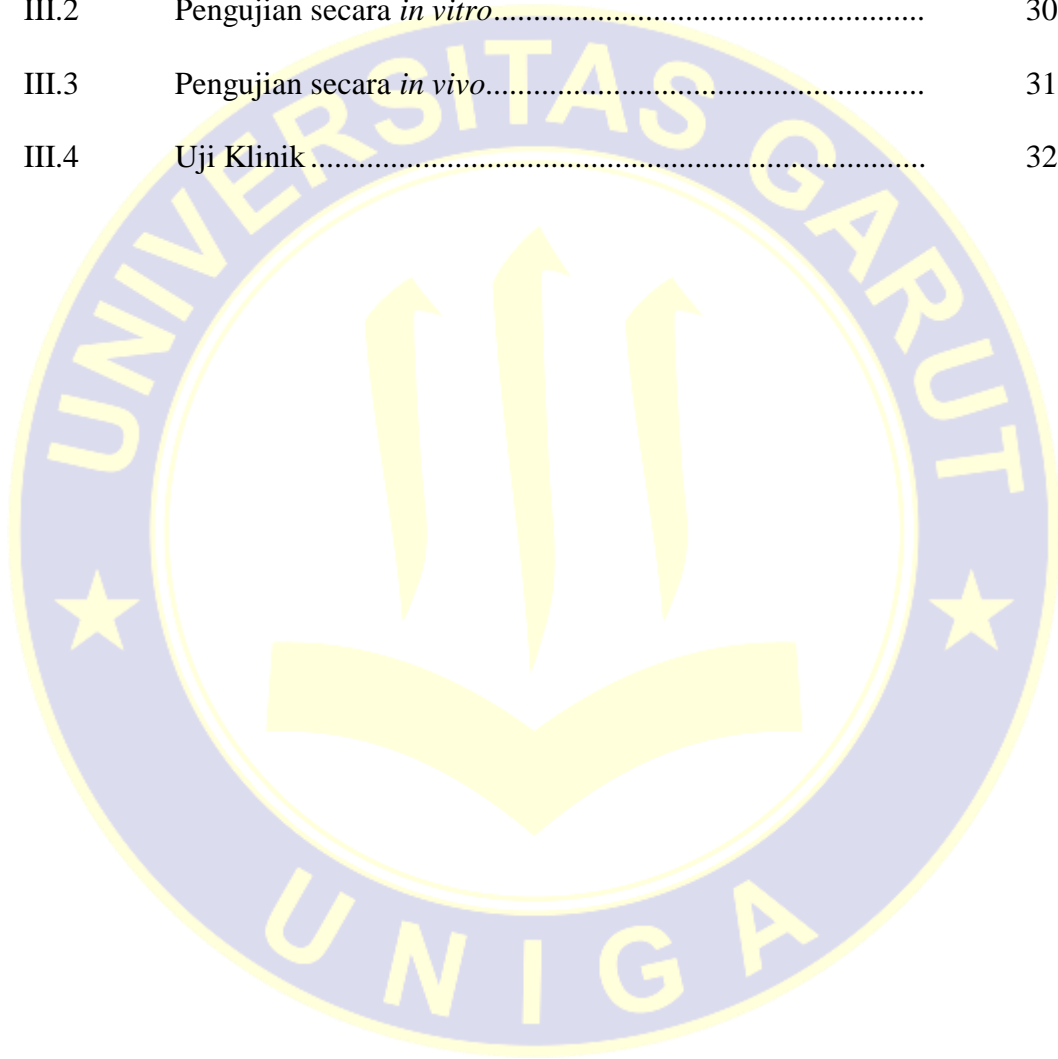 III.2 Pengujian secara in vitro.......................................................... 30
III.3 Pengujian secara in vivo........................................................... 31
III.4 Uji Klinik................................................................................ 32
UNIVERSITAS GARUT
UNIGA